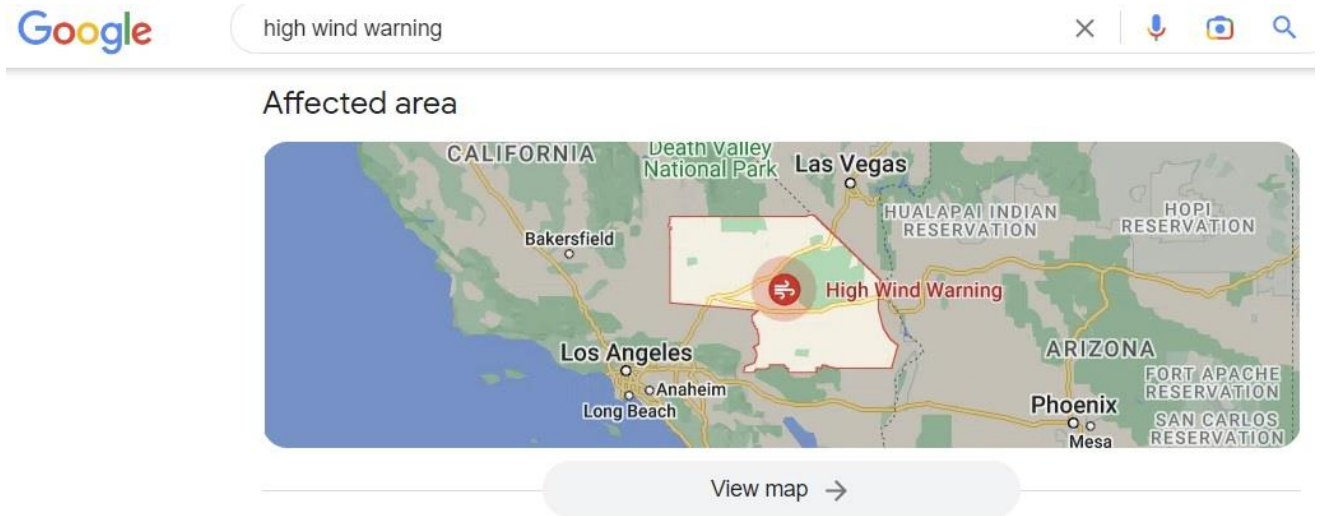 Google
high wind warning
Affected area
CALIFORNIA
Death Valley
National Park
Las Vegas
HUALAPAI INDIAN
RESERVATION
HOPI
RESERVATION
Bakersfield
High Wind Warning
Los Angeles
Anaheim
Long Beach
ARIZONA
FORT APACHE
RESERVATION
Phoenix
Mesa
SAN CARLOS
RESERVATION
View map →